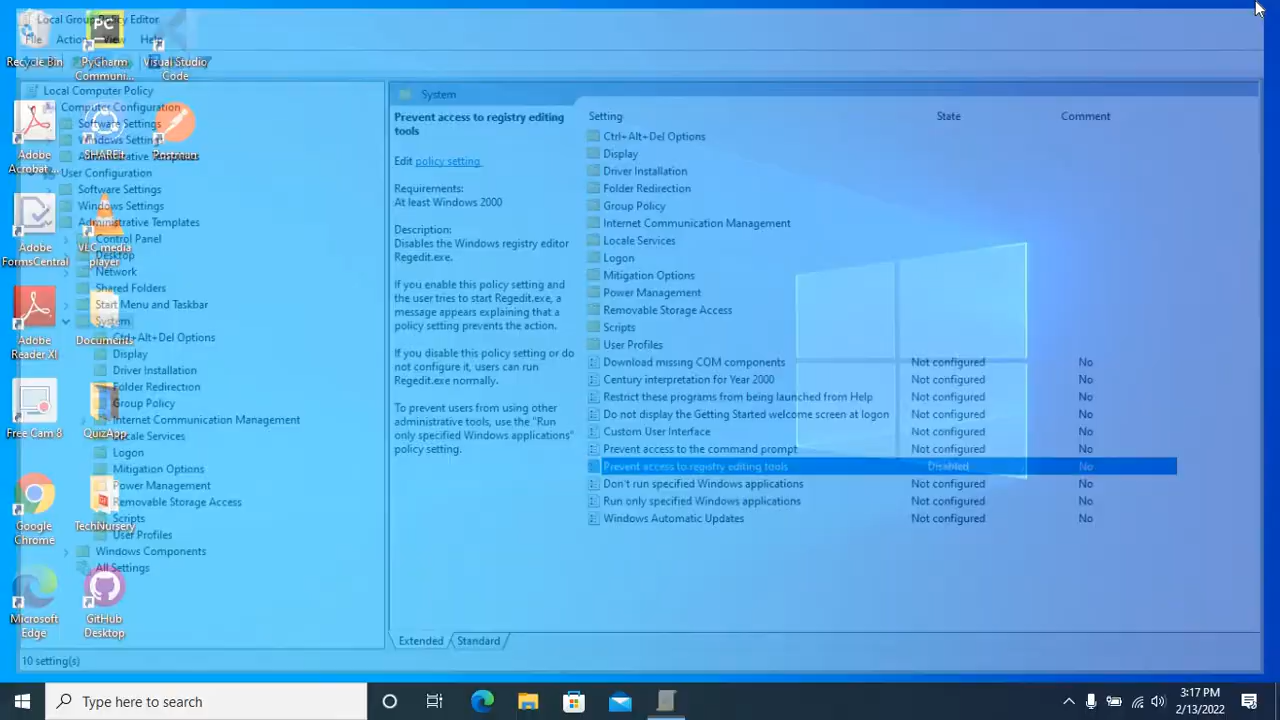 Local Group Policy Editor
File Action View Help
Recycle Bin
PyCharm
Communi...
Visual Studio
Code
Adobe
Acrobat ...
SHAREit
Postman
Adobe
FormsCentral
VLC media
player
Adobe
Reader XI
Documents
Free Cam 8
QuizApp
Google
Chrome
TechNursery
Microsoft
Edge
GitHub
Desktop
Local Computer Policy
Computer Configuration
Software Settings
Windows Settings
Administrative Templates
User Configuration
Software Settings
Windows Settings
Administrative Templates
Control Panel
Desktop
Network
Shared Folders
Start Menu and Taskbar
System
Ctrl+Alt+Del Options
Display
Driver Installation
Folder Redirection
Group Policy
Internet Communication Management
Locale Services
Logon
Mitigation Options
Power Management
Removable Storage Access
Scripts
User Profiles
Windows Components
All Settings
System
Prevent access to registry editing
tools
Edit policy setting
Requirements:
At least Windows 2000
Description:
Disables the Windows registry editor
Regedit.exe.
If you enable this policy setting and
the user tries to start Regedit.exe, a
message appears explaining that a
policy setting prevents the action.
If you disable this policy setting or do
not configure it, users can run
Regedit.exe normally.
To prevent users from using other
administrative tools, use the "Run
only specified Windows applications"
policy setting.
Setting State Comment
Ctrl+Alt+Del Options
Display
Driver Installation
Folder Redirection
Group Policy
Internet Communication Management
Locale Services
Logon
Mitigation Options
Power Management
Removable Storage Access
Scripts
User Profiles
Download missing COM components Not configured No
Century interpretation for Year 2000 Not configured No
Restrict these programs from being launched from Help Not configured No
Do not display the Getting Started welcome screen at logon Not configured No
Custom User Interface Not configured No
Prevent access to the command prompt Not configured No
Prevent access to registry editing tools Disabled No
Don't run specified Windows applications Not configured No
Run only specified Windows applications Not configured No
Windows Automatic Updates Not configured No
Extended Standard
10 setting(s)
Type here to search
3:17 PM
2/13/2022